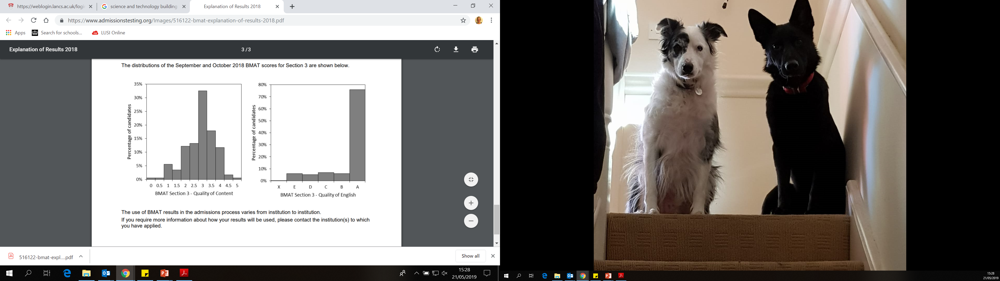 https://weblogin.lancs.ac.uk/logi
science and technology building
Explanation of Results 2018
https://www.admissionstesting.org/Images/516122-bmat-explanation-of-results-2018.pdf
Apps
Search for schools...
LUSI Online
Explanation of Results 2018
3 / 3
The distributions of the September and October 2018 BMAT scores for Section 3 are shown below.
35%
30%
25%
20%
15%
10%
5%
0%
Percentage of candidates
0 0.5 1 1.5 2 2.5 3 3.5 4 4.5 5
BMAT Section 3 - Quality of Content
80%
70%
60%
50%
40%
30%
20%
10%
0%
Percentage of candidates
X E D C B A
BMAT Section 3 - Quality of English
The use of BMAT results in the admissions process varies from institution to institution.
If you require more information about how your results will be used, please contact the institution(s) to which
you have applied.
516122-bmat-expl....pdf
Show all
15:28
21/05/2019
15:28
21/05/2019